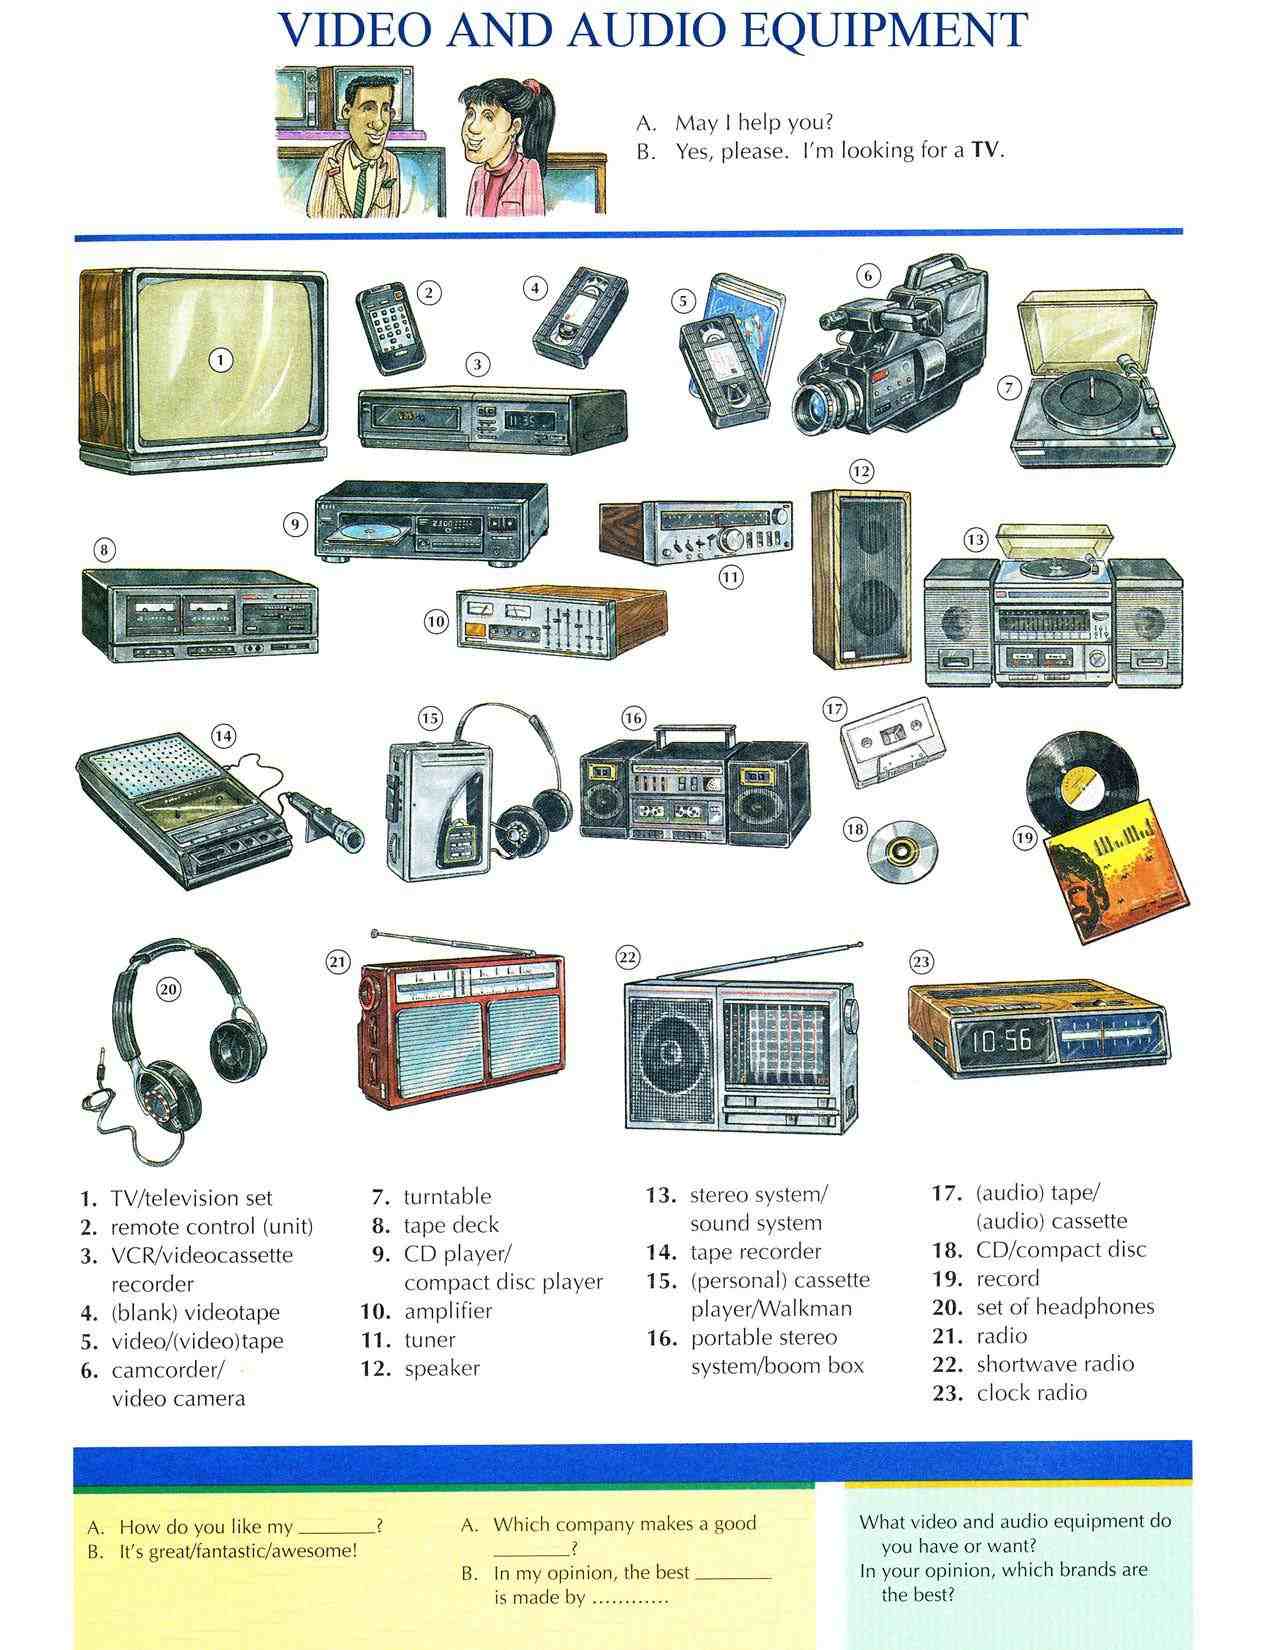 VIDEO AND AUDIO EQUIPMENT
A. May I help you?
B. Yes, please. I'm looking for a TV.
1
2
3
4
5
6
7
8
9
10
11
12
13
14
15
16
17
18
19
20
21
22
23
11:35
10:56
1. TV/television set
2. remote control (unit)
3. VCR/videocassette
recorder
4. (blank) videotape
5. video/(video)tape
6. camcorder/
video camera
7. turntable
8. tape deck
9. CD player/
compact disc player
10. amplifier
11. tuner
12. speaker
13. stereo system/
sound system
14. tape recorder
15. (personal) cassette
player/Walkman
16. portable stereo
system/boom box
17. (audio) tape/
(audio) cassette
18. CD/compact disc
19. record
20. set of headphones
21. radio
22. shortwave radio
23. clock radio
A. How do you like my ________?
B. It's great/fantastic/awesome!
A. Which company makes a good
________?
B. In my opinion, the best ________
is made by ............
What video and audio equipment do
you have or want?
In your opinion, which brands are
the best?